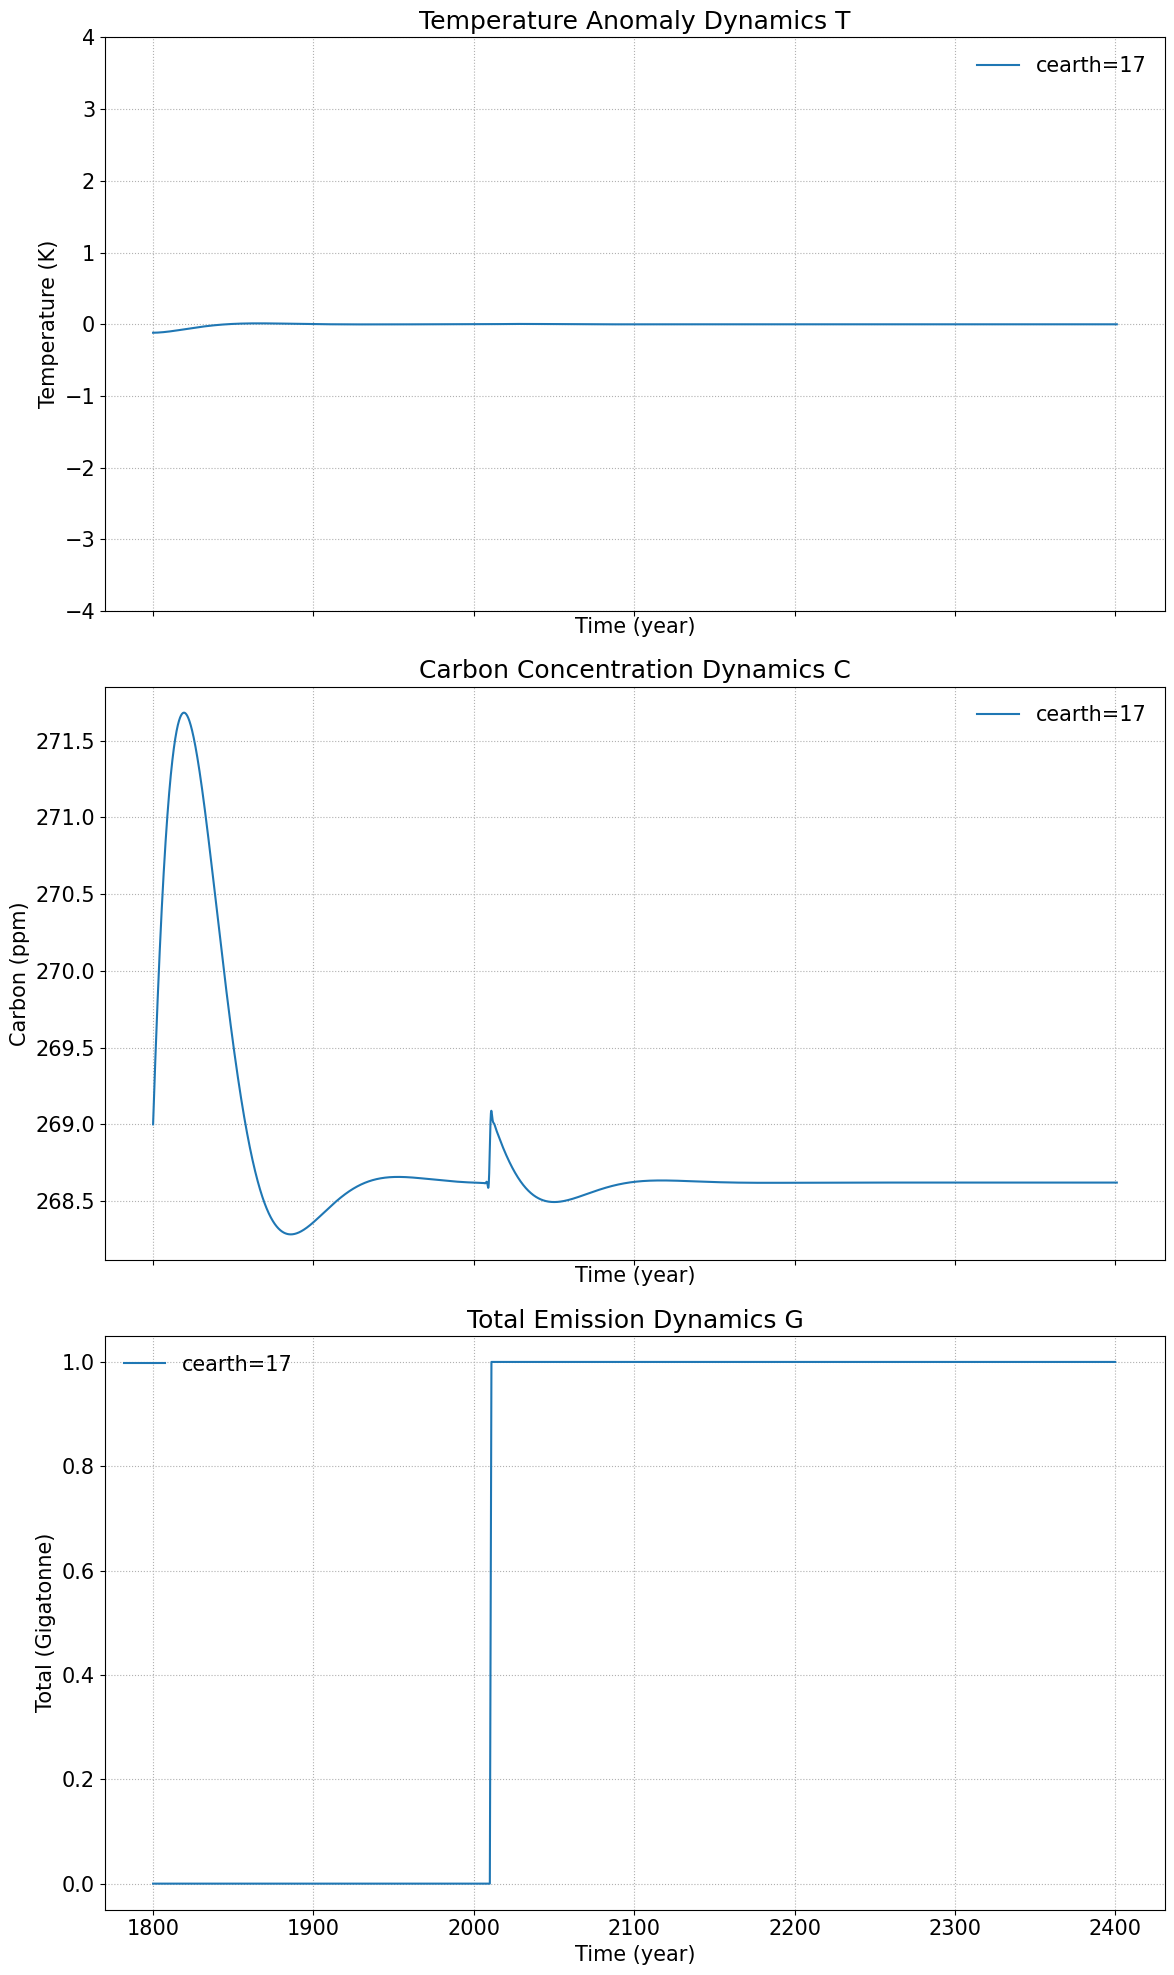 Temperature Anomaly Dynamics T
4
3
2
1
0
−1
−2
−3
−4
Temperature (K)
cearth=17
Time (year)
Carbon Concentration Dynamics C
271.5
271.0
270.5
270.0
269.5
269.0
268.5
Carbon (ppm)
cearth=17
Time (year)
Total Emission Dynamics G
1.0
0.8
0.6
0.4
0.2
0.0
Total (Gigatonne)
cearth=17
1800 1900 2000 2100 2200 2300 2400
Time (year)